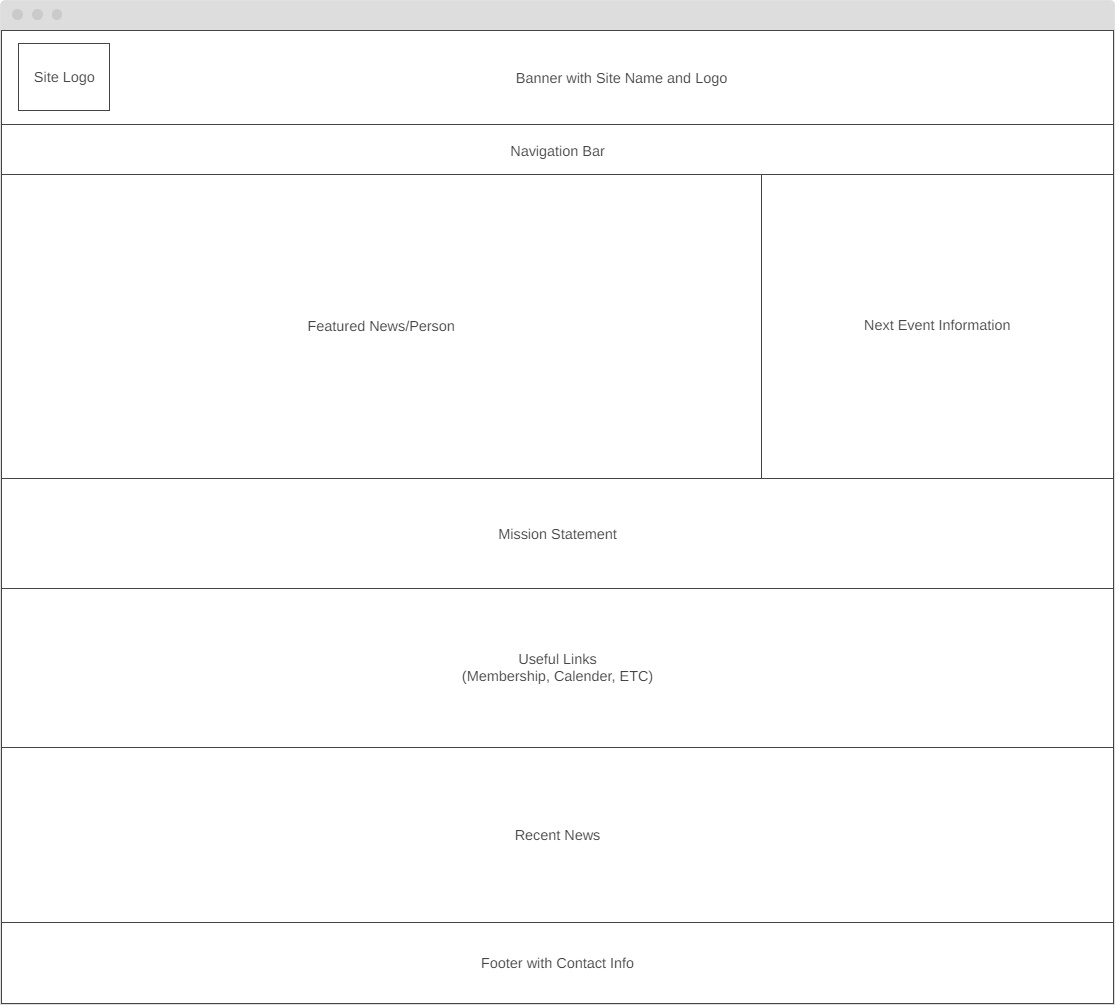 Site Logo
Banner with Site Name and Logo
Navigation Bar
Featured News/Person
Next Event Information
Mission Statement
Useful Links
(Membership, Calender, ETC)
Recent News
Footer with Contact Info